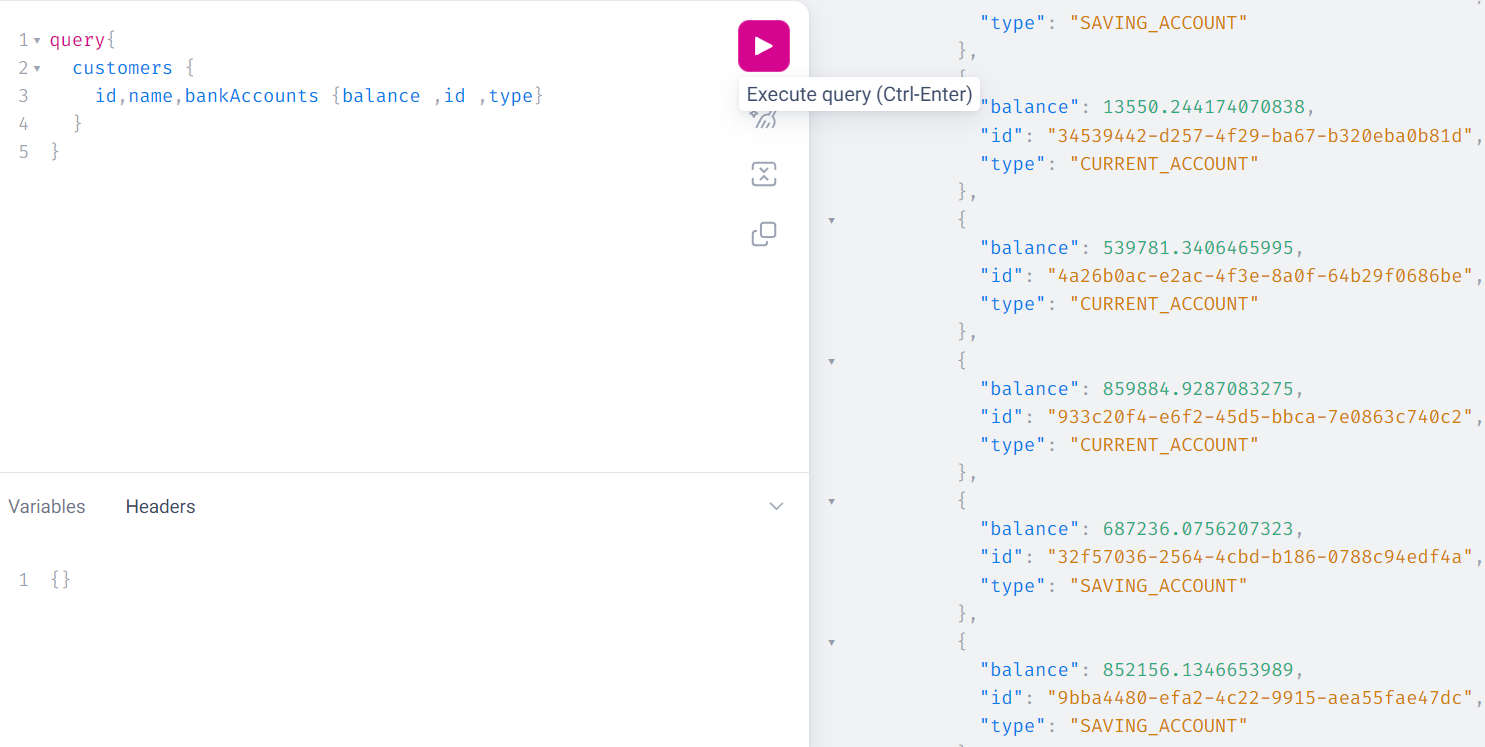 1 query{
2 customers {
3 id,name,bankAccounts {balance ,id ,type}
4 }
5 }
Execute query (Ctrl-Enter)
Variables Headers
1 {}
"type": "SAVING_ACCOUNT"
},
{
"balance": 13550.244174070838,
"id": "34539442-d257-4f29-ba67-b320eba0b81d",
"type": "CURRENT_ACCOUNT"
},
{
"balance": 539781.3406465995,
"id": "4a26b0ac-e2ac-4f3e-8a0f-64b29f0686be",
"type": "CURRENT_ACCOUNT"
},
{
"balance": 859884.9287083275,
"id": "933c20f4-e6f2-45d5-bbca-7e0863c740c2",
"type": "CURRENT_ACCOUNT"
},
{
"balance": 687236.0756207323,
"id": "32f57036-2564-4cbd-b186-0788c94edf4a",
"type": "SAVING_ACCOUNT"
},
{
"balance": 852156.1346653989,
"id": "9bba4480-efa2-4c22-9915-aea55fae47dc",
"type": "SAVING_ACCOUNT"